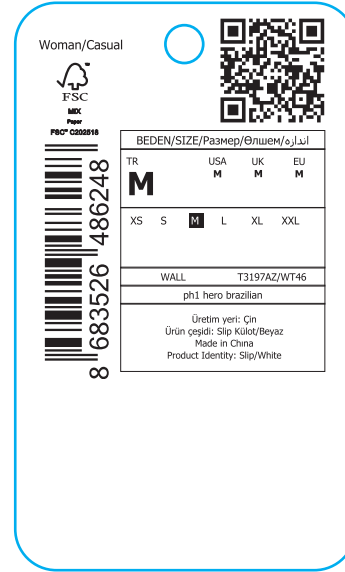 Woman/Casual
FSC
MIX
Paper
FSC™ C202518
8 683526 486248
BEDEN/SIZE/Размер/Өлшем/اندازه
TR USA UK EU
M M M M
XS S M L XL XXL
WALL T3197AZ/WT46
ph1 hero brazilian
Üretim yeri: Çin
Ürün çeşidi: Slip Külot/Beyaz
Made in Chına
Product Identity: Slip/White